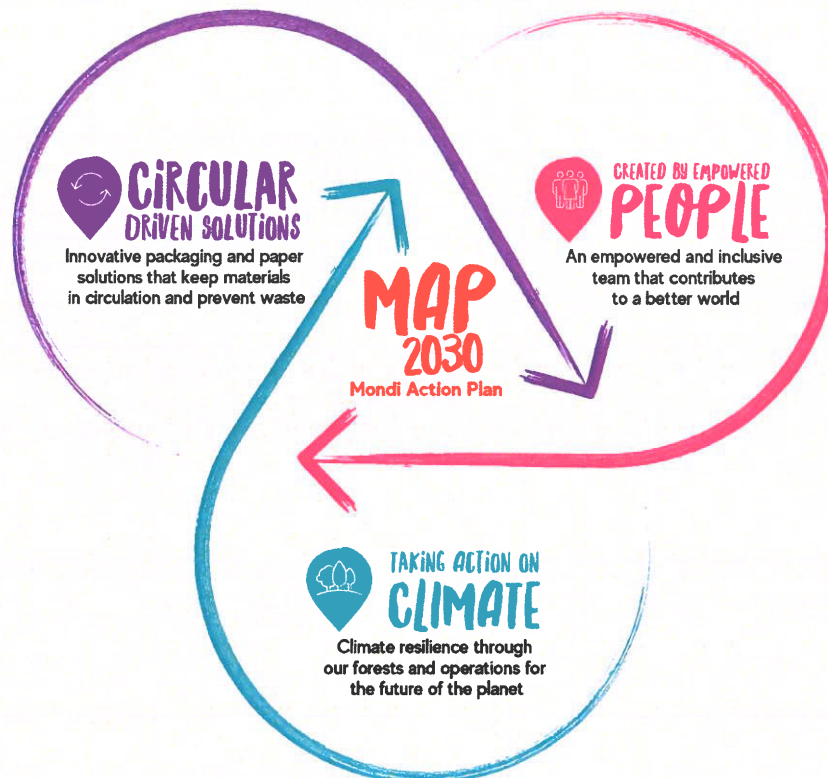 CIRCULAR
DRIVEN SOLUTIONS
Innovative packaging and paper
solutions that keep materials
in circulation and prevent waste
CREATED BY EMPOWERED
PEOPLE
An empowered and inclusive
team that contributes
to a better world
MAP
2030
Mondi Action Plan
TAKING ACTION ON
CLIMATE
Climate resilience through
our forests and operations for
the future of the planet